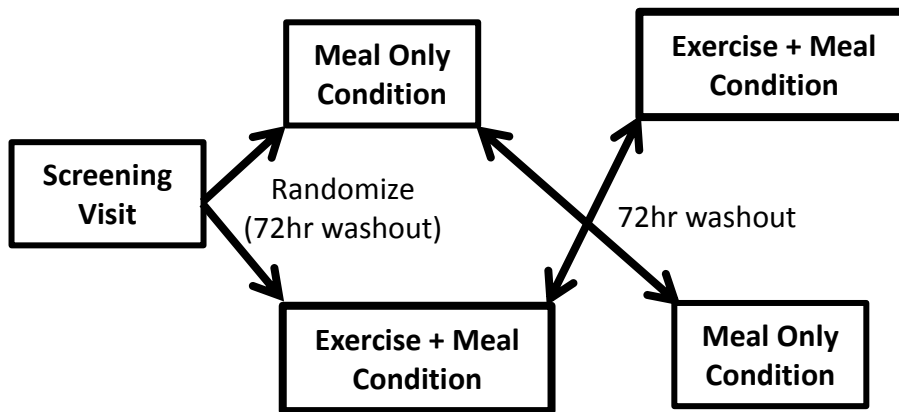 Screening
Visit
Meal Only
Condition
Randomize
(72hr washout)
Exercise + Meal
Condition
Exercise + Meal
Condition
72hr washout
Meal Only
Condition